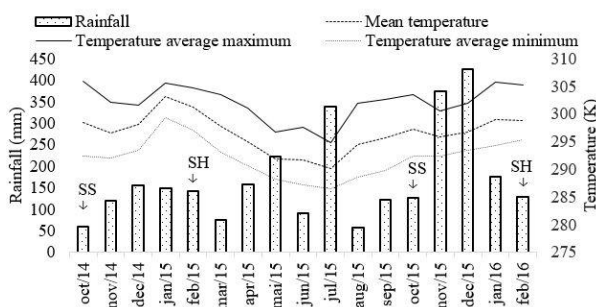 Rainfall
Mean temperature
Temperature average maximum
Temperature average minimum
450
400
350
300
250
200
150
100
50
0
Rainfall (mm)
310
305
300
295
290
285
280
275
Temperature (K)
SS
SH
SS
SH
oct/14
nov/14
dec/14
jan/15
feb/15
mar/15
apr/15
mai/15
jun/15
jul/15
aug/15
sep/15
oct/15
nov/15
dec/15
jan/16
feb/16